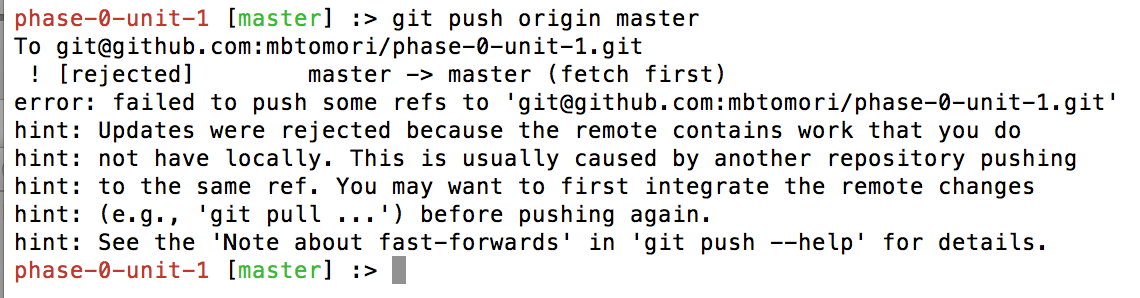 phase-0-unit-1 [master] :> git push origin master
To git@github.com:mbtomori/phase-0-unit-1.git
 ! [rejected]        master -> master (fetch first)
error: failed to push some refs to 'git@github.com:mbtomori/phase-0-unit-1.git'
hint: Updates were rejected because the remote contains work that you do
hint: not have locally. This is usually caused by another repository pushing
hint: to the same ref. You may want to first integrate the remote changes
hint: (e.g., 'git pull ...') before pushing again.
hint: See the 'Note about fast-forwards' in 'git push --help' for details.
phase-0-unit-1 [master] :>